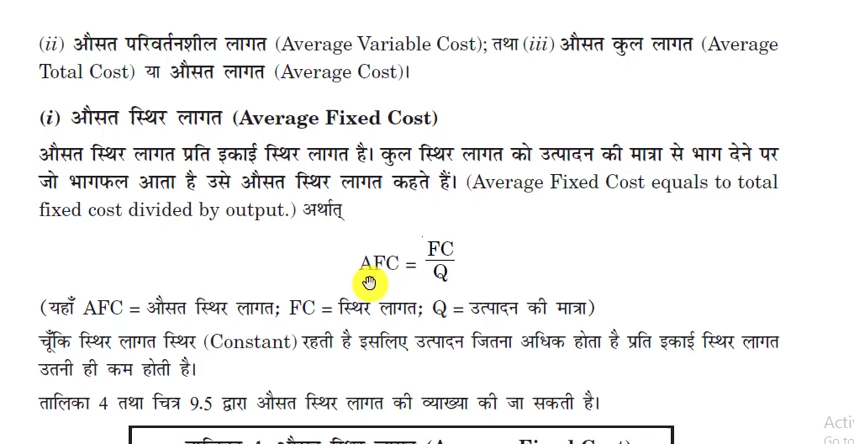 (ii) औसत परिवर्तनशील लागत (Average Variable Cost); तथा (iii) औसत कुल लागत (Average
Total Cost) या औसत लागत (Average Cost)।
(i) औसत स्थिर लागत (Average Fixed Cost)
औसत स्थिर लागत प्रति इकाई स्थिर लागत है। कुल स्थिर लागत को उत्पादन की मात्रा से भाग देने पर
जो भागफल आता है उसे औसत स्थिर लागत कहते हैं। (Average Fixed Cost equals to total
fixed cost divided by output.) अर्थात्
AFC = FC/Q
(यहाँ AFC = औसत स्थिर लागत; FC = स्थिर लागत; Q = उत्पादन की मात्रा)
चूँकि स्थिर लागत स्थिर (Constant) रहती है इसलिए उत्पादन जितना अधिक होता है प्रति इकाई स्थिर लागत
उतनी ही कम होती है।
तालिका 4 तथा चित्र 9.5 द्वारा औसत स्थिर लागत की व्याख्या की जा सकती है।